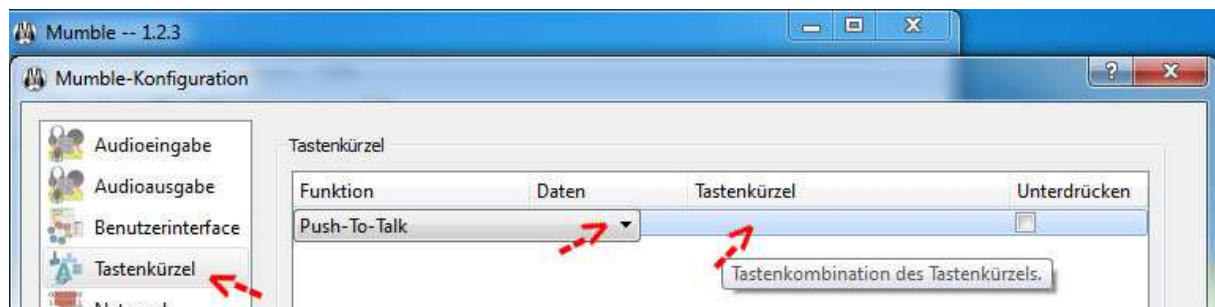 Mumble -- 1.2.3
Mumble-Konfiguration
Audioeingabe
Audioausgabe
Benutzerinterface
Tastenkürzel
Tastenkürzel
Funktion Daten Tastenkürzel Unterdrücken
Push-To-Talk
Tastenkombination des Tastenkürzels.